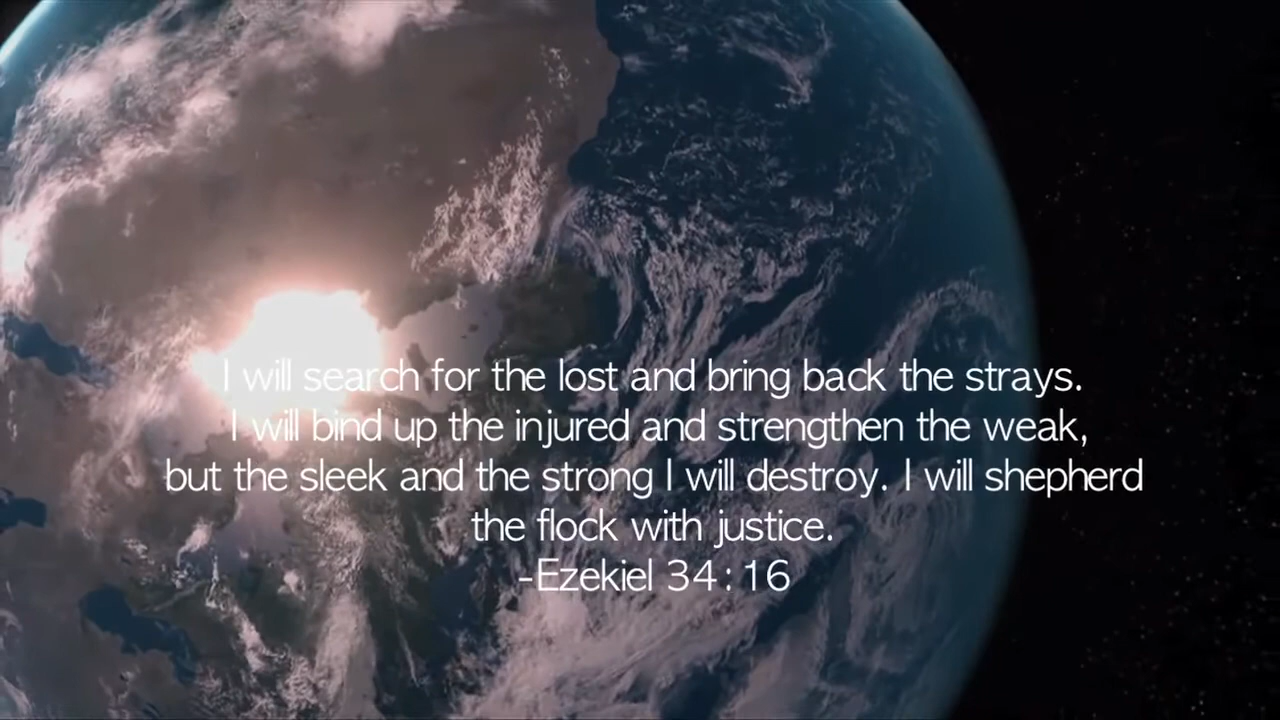 I will search for the lost and bring back the strays.
I will bind up the injured and strengthen the weak,
but the sleek and the strong I will destroy. I will shepherd
the flock with justice.
-Ezekiel 34:16